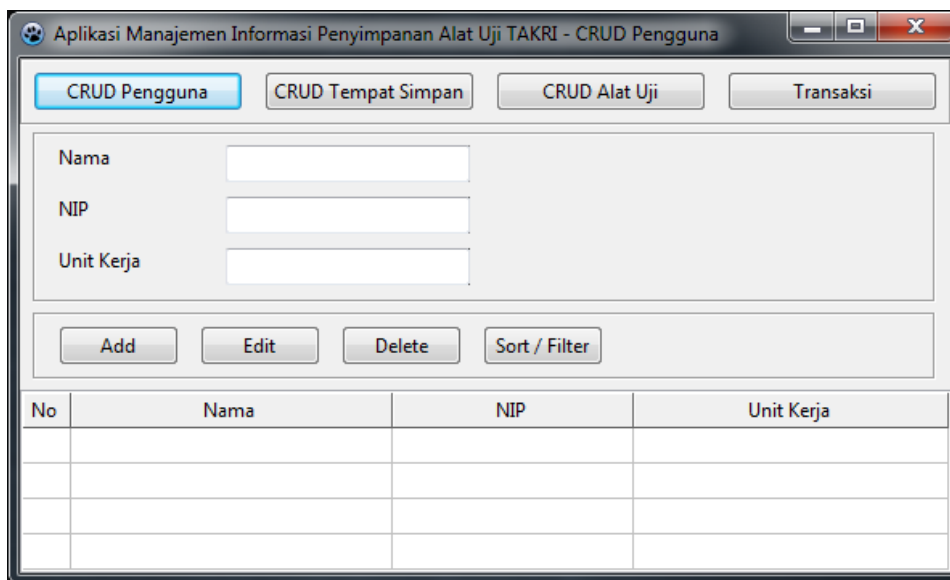 Aplikasi Manajemen Informasi Penyimpanan Alat Uji TAKRI - CRUD Pengguna
CRUD Pengguna CRUD Tempat Simpan CRUD Alat Uji Transaksi
Nama
NIP
Unit Kerja
Add Edit Delete Sort / Filter
No Nama NIP Unit Kerja